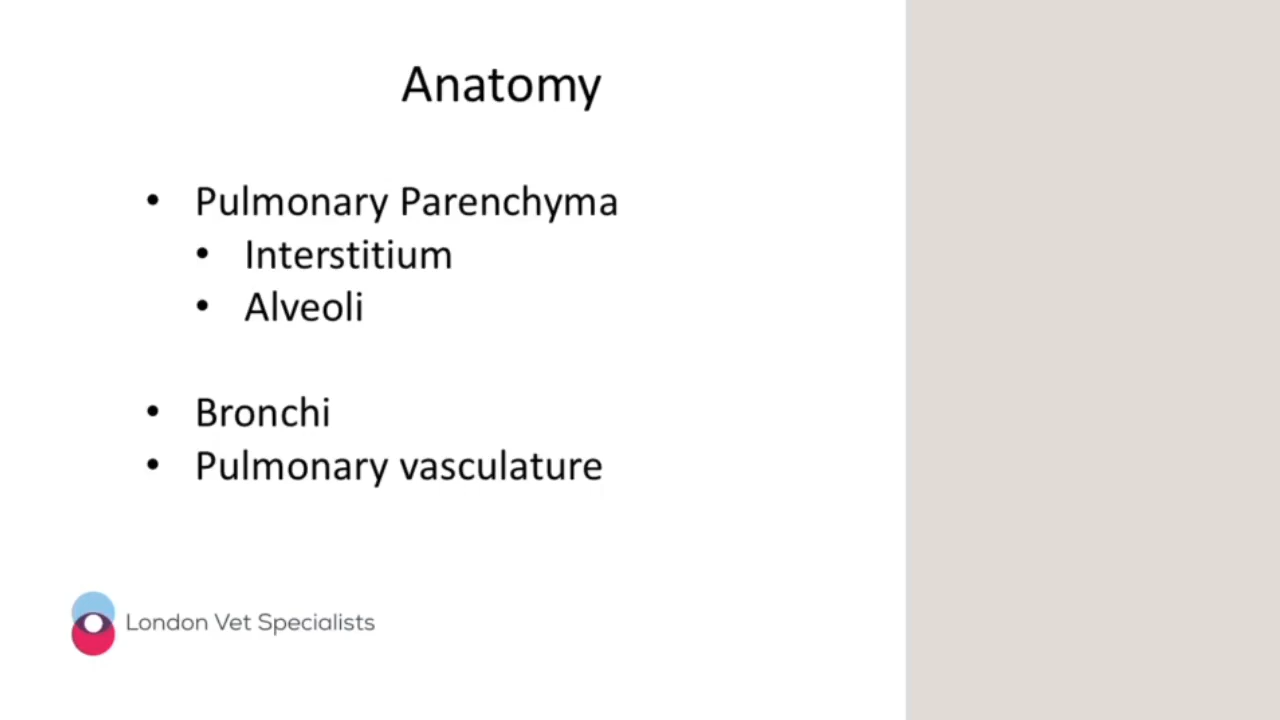 Anatomy
• Pulmonary Parenchyma
• Interstitium
• Alveoli
• Bronchi
• Pulmonary vasculature
London Vet Specialists